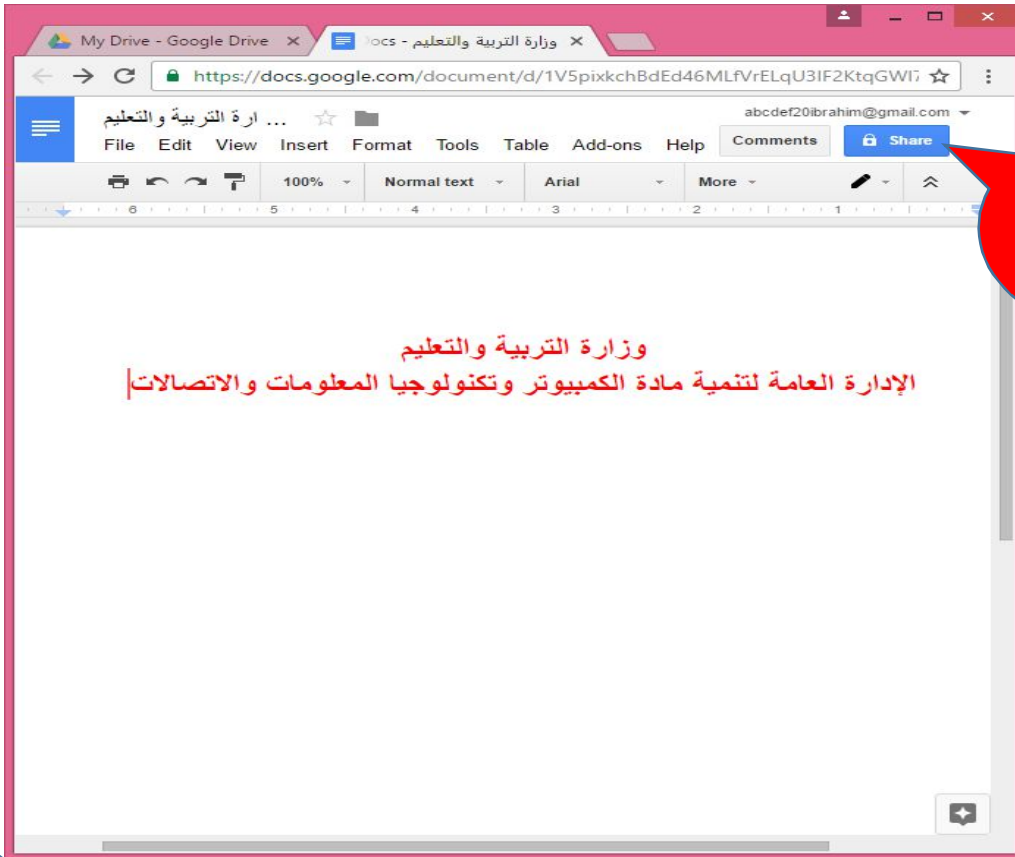 My Drive - Google Drive
وزارة التربية والتعليم - ocs
https://docs.google.com/document/d/1V5pixkchBdEd46MLfVrELqU3IF2KtqGWI7
... ارة التربية والتعليم
abcdef20ibrahim@gmail.com
File Edit View Insert Format Tools Table Add-ons Help Comments Share
100% Normal text Arial More
6 5 4 3 2 1
وزارة التربية والتعليم
الإدارة العامة لتنمية مادة الكمبيوتر وتكنولوجيا المعلومات والاتصالات